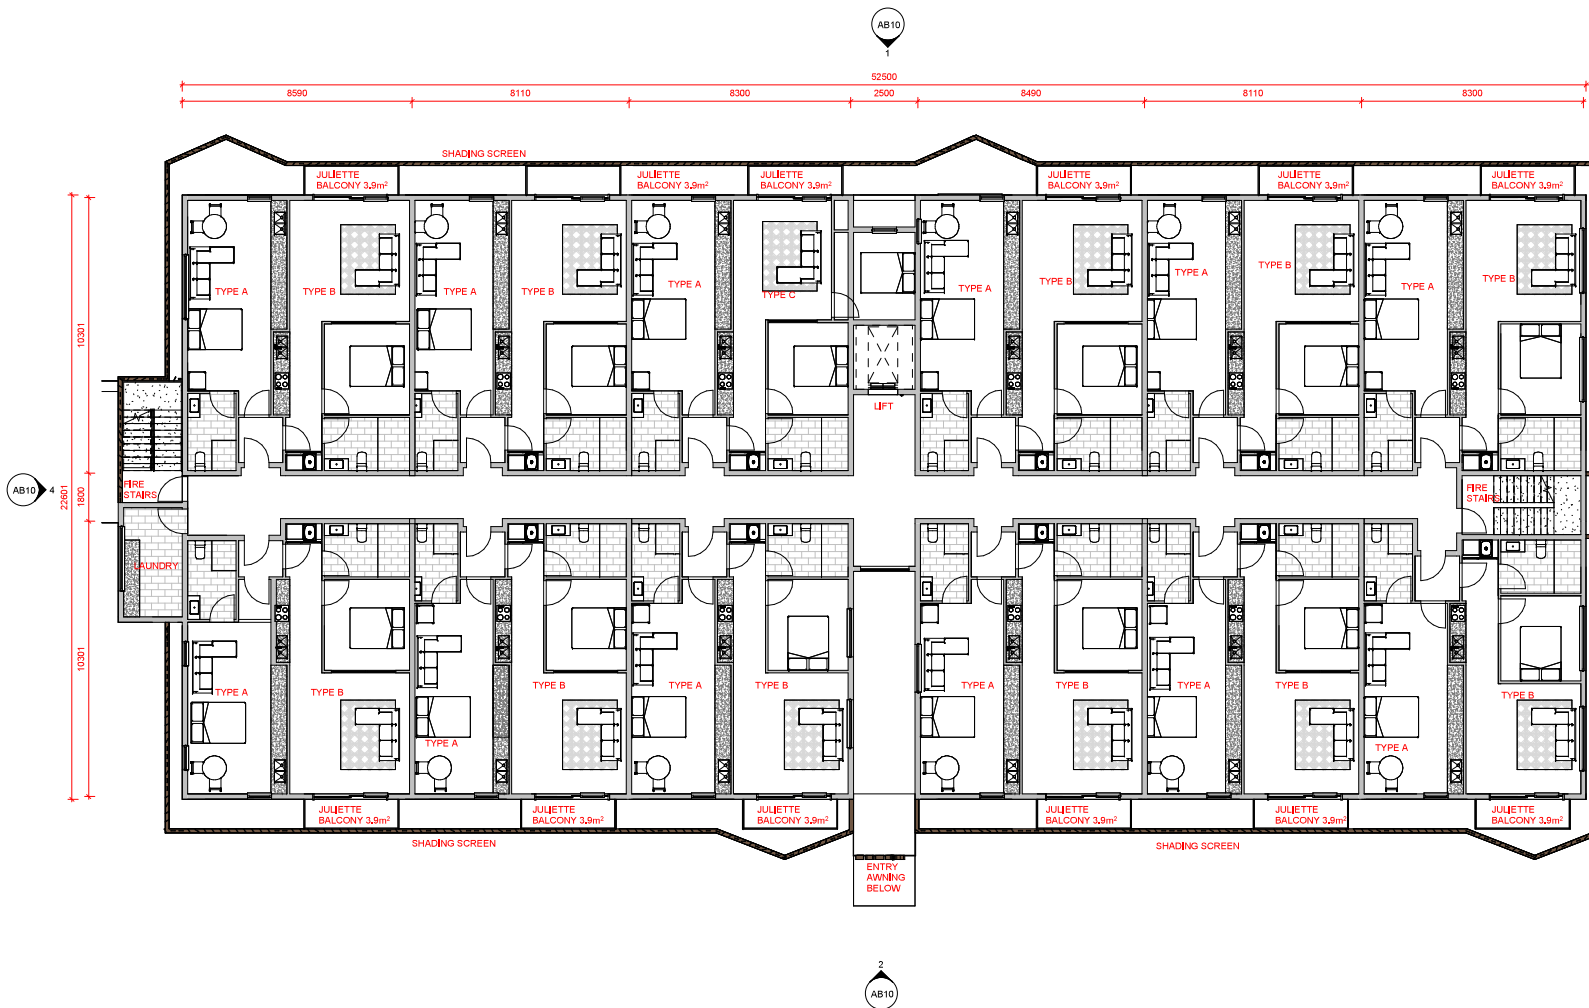 AB10
1
52500
8590
8110
8300
2500
8490
8110
8300
SHADING SCREEN
JULIETTE
BALCONY 3.9m²
JULIETTE
BALCONY 3.9m²
JULIETTE
BALCONY 3.9m²
JULIETTE
BALCONY 3.9m²
JULIETTE
BALCONY 3.9m²
JULIETTE
BALCONY 3.9m²
TYPE A
TYPE B
TYPE A
TYPE B
TYPE A
TYPE C
TYPE A
TYPE B
TYPE A
TYPE B
TYPE A
TYPE B
10301
LIFT
AB10
4
22601
1800
FIRE
STAIRS
FIRE
STAIRS
LAUNDRY
10301
TYPE A
TYPE B
TYPE A
TYPE B
TYPE A
TYPE B
TYPE A
TYPE B
TYPE A
TYPE B
TYPE A
TYPE B
JULIETTE
BALCONY 3.9m²
JULIETTE
BALCONY 3.9m²
JULIETTE
BALCONY 3.9m²
JULIETTE
BALCONY 3.9m²
JULIETTE
BALCONY 3.9m²
JULIETTE
BALCONY 3.9m²
SHADING SCREEN
SHADING SCREEN
ENTRY
AWNING
BELOW
2
AB10